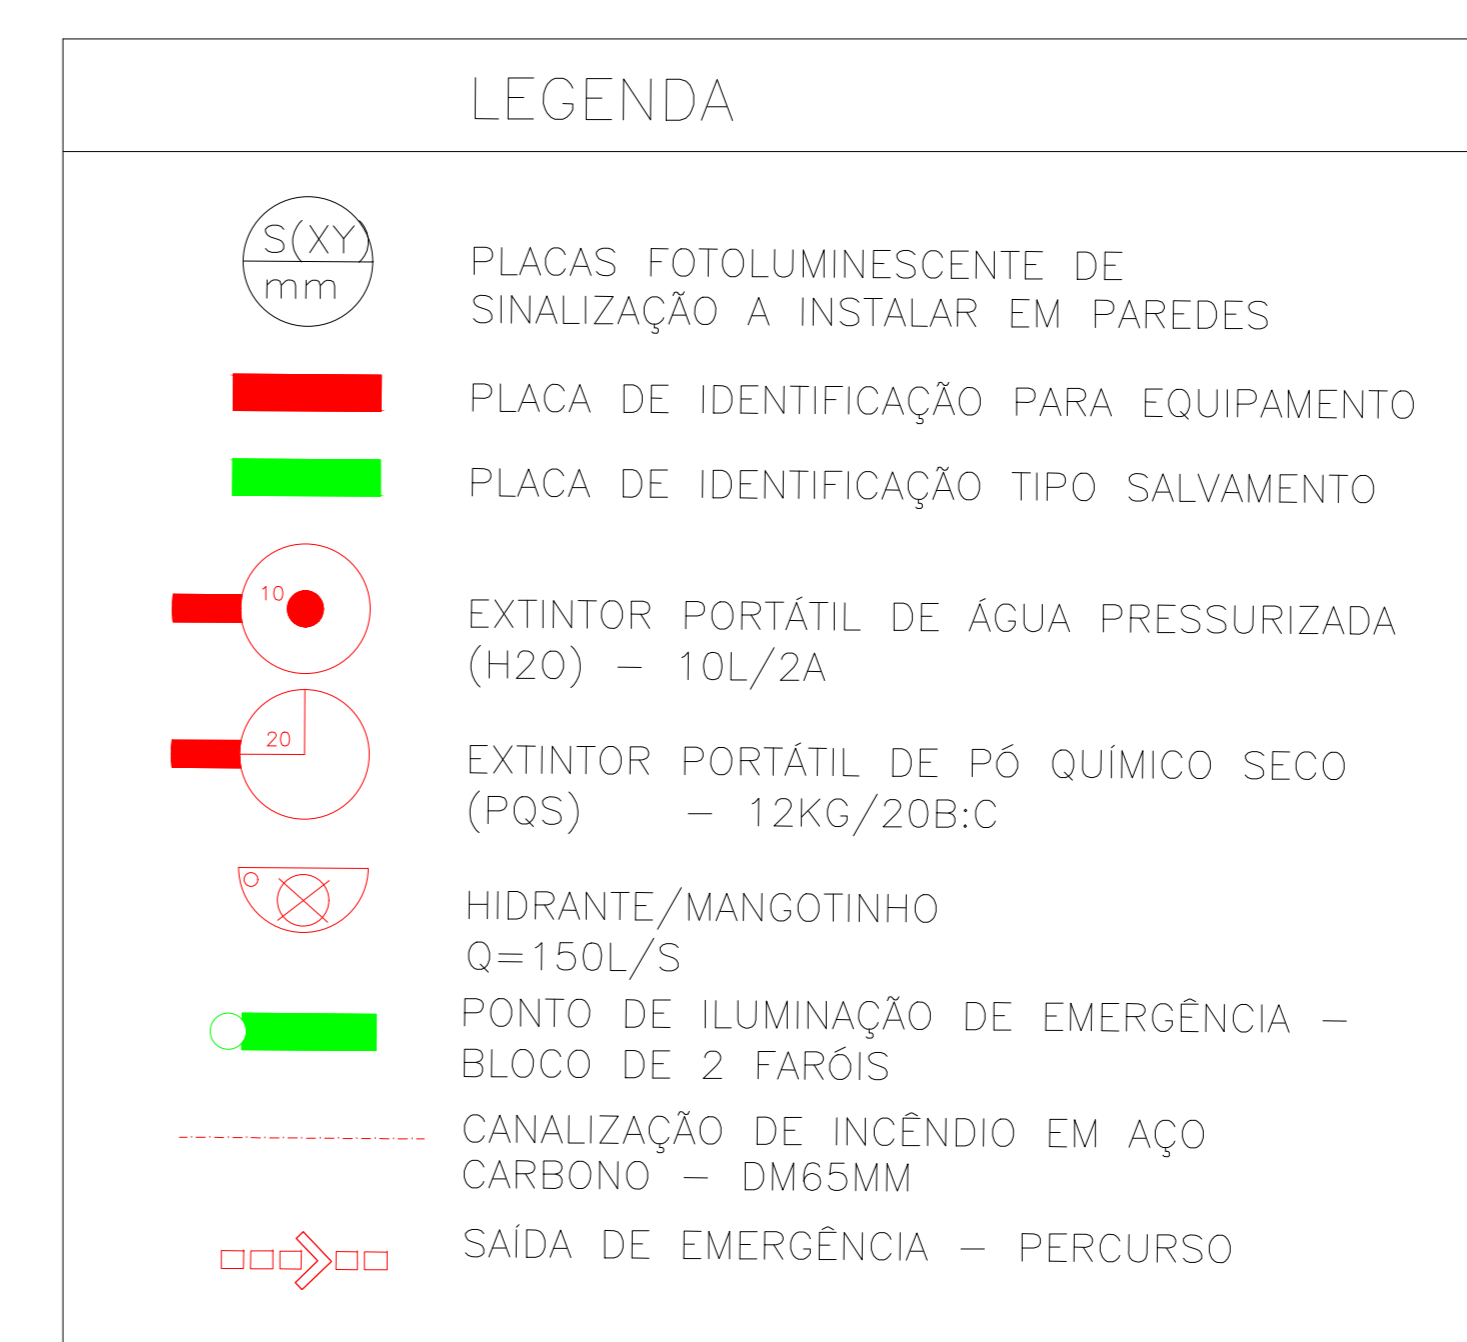 LEGENDA
S(XY)
mm
PLACAS FOTOLUMINESCENTE DE
SINALIZAÇÃO A INSTALAR EM PAREDES
PLACA DE IDENTIFICAÇÃO PARA EQUIPAMENTO
PLACA DE IDENTIFICAÇÃO TIPO SALVAMENTO
10
EXTINTOR PORTÁTIL DE ÁGUA PRESSURIZADA
(H2O) – 10L/2A
20
EXTINTOR PORTÁTIL DE PÓ QUÍMICO SECO
(PQS) – 12KG/20B:C
HIDRANTE/MANGOTINHO
Q=150L/S
PONTO DE ILUMINAÇÃO DE EMERGÊNCIA –
BLOCO DE 2 FARÓIS
CANALIZAÇÃO DE INCÊNDIO EM AÇO
CARBONO – DM65MM
SAÍDA DE EMERGÊNCIA – PERCURSO